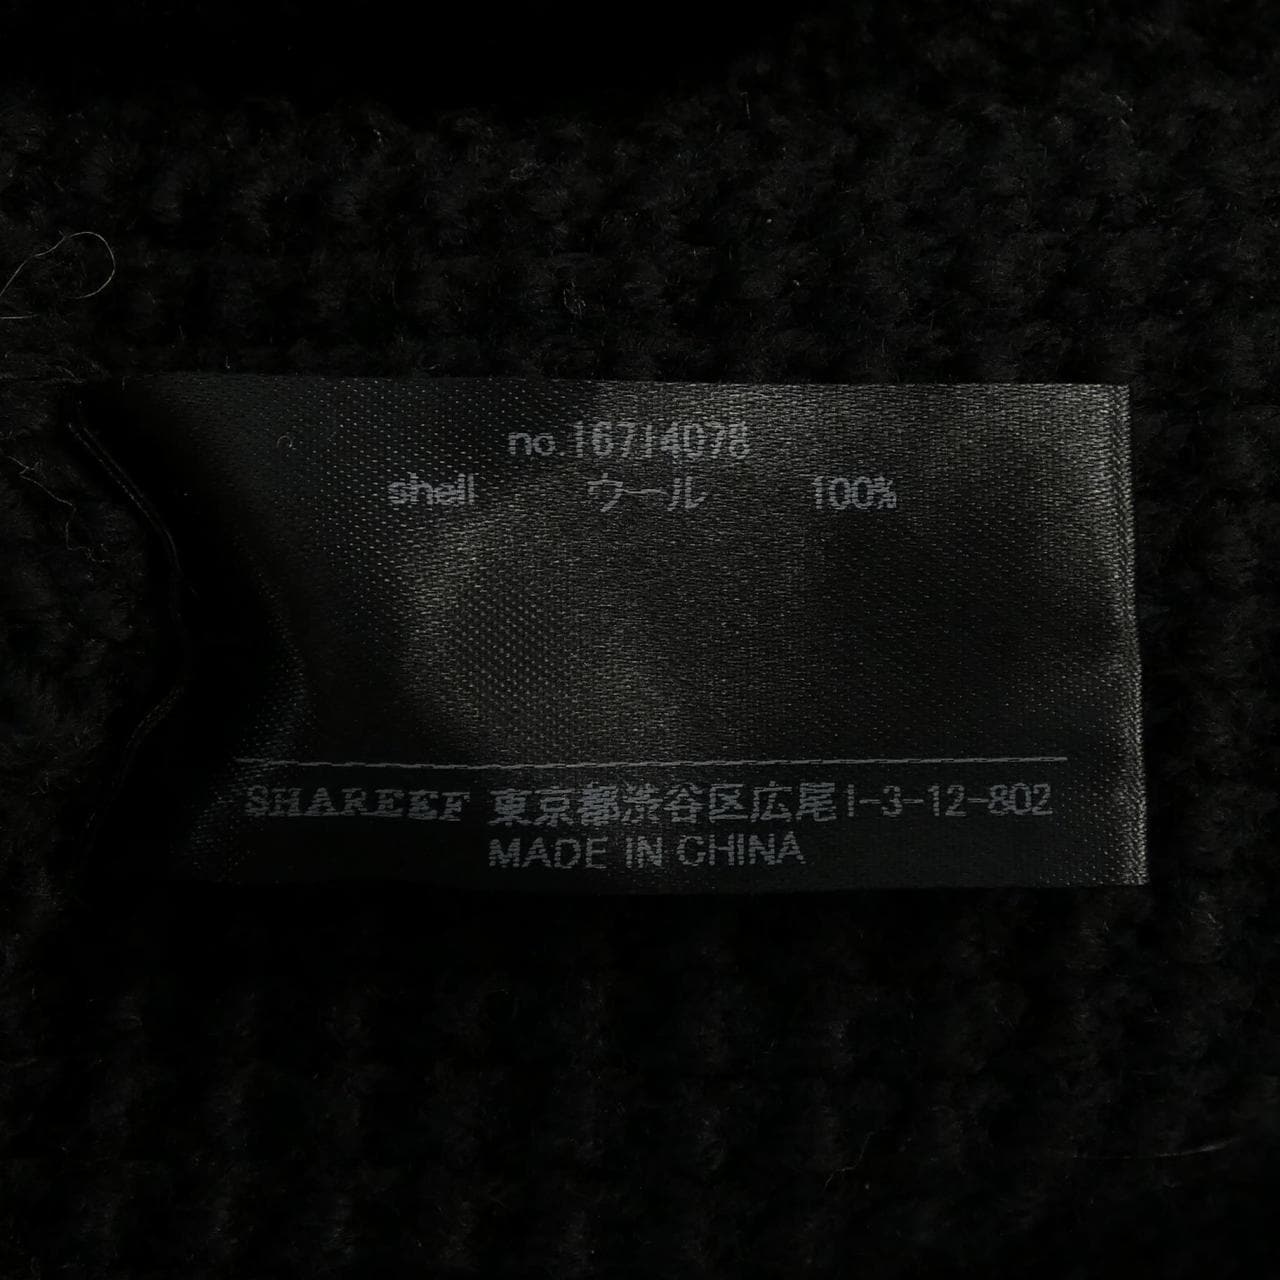 no.16714078
shell ウール 100%
SHAREEF 東京都渋谷区広尾1-3-12-802
MADE IN CHINA